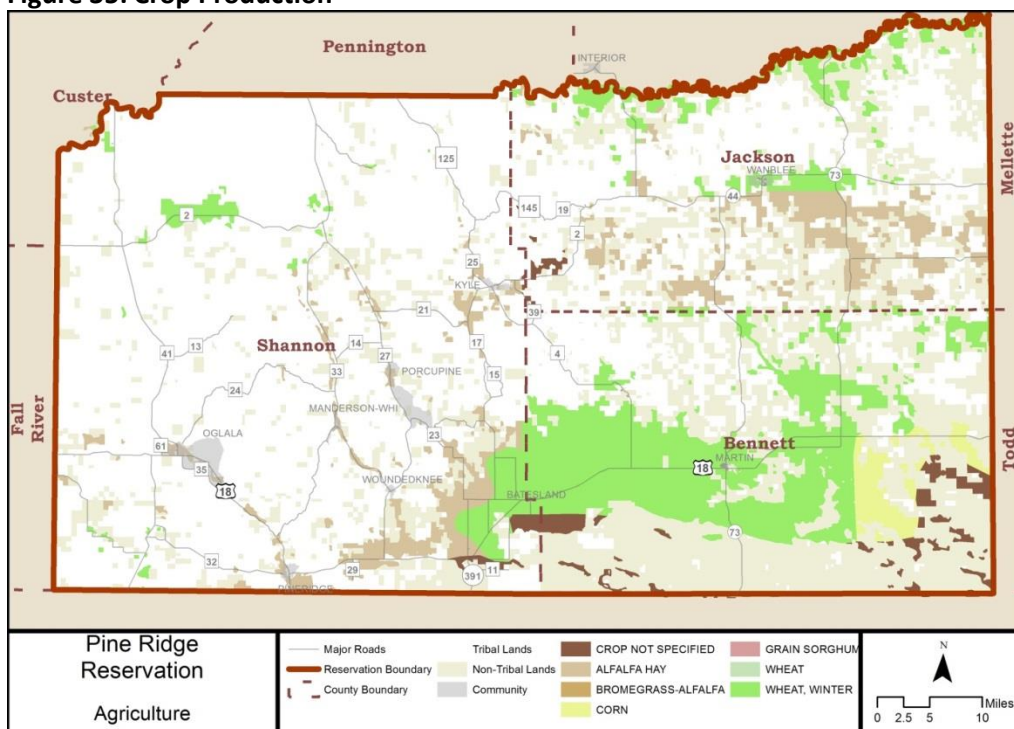 Figure 35: Crop Production
Pennington
INTERIOR
Custer
Jackson
WANBLEE
73
Mellette
125
44
145
19
2
2
25
KYLE
39
21
41
13
Shannon
14
17
4
27
33
PORCUPINE
15
24
MANDERSON-WHI
Fall
River
OGLALA
23
61
35
Bennett
MARTIN
18
Todd
WOUNDEDKNEE
18
BATESLAND
73
32
29
391
11
PINERIDGE
Pine Ridge
Reservation
Agriculture
Major Roads
Reservation Boundary
County Boundary
Tribal Lands
Non-Tribal Lands
Community
CROP NOT SPECIFIED
ALFALFA HAY
BROMEGRASS-ALFALFA
CORN
GRAIN SORGHUM
WHEAT
WHEAT, WINTER
N
Miles
0 2.5 5 10